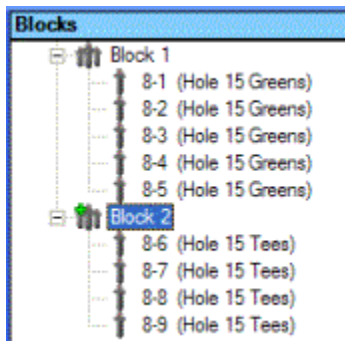 Blocks
Block 1
8-1 (Hole 15 Greens)
8-2 (Hole 15 Greens)
8-3 (Hole 15 Greens)
8-4 (Hole 15 Greens)
8-5 (Hole 15 Greens)
Block 2
8-6 (Hole 15 Tees)
8-7 (Hole 15 Tees)
8-8 (Hole 15 Tees)
8-9 (Hole 15 Tees)